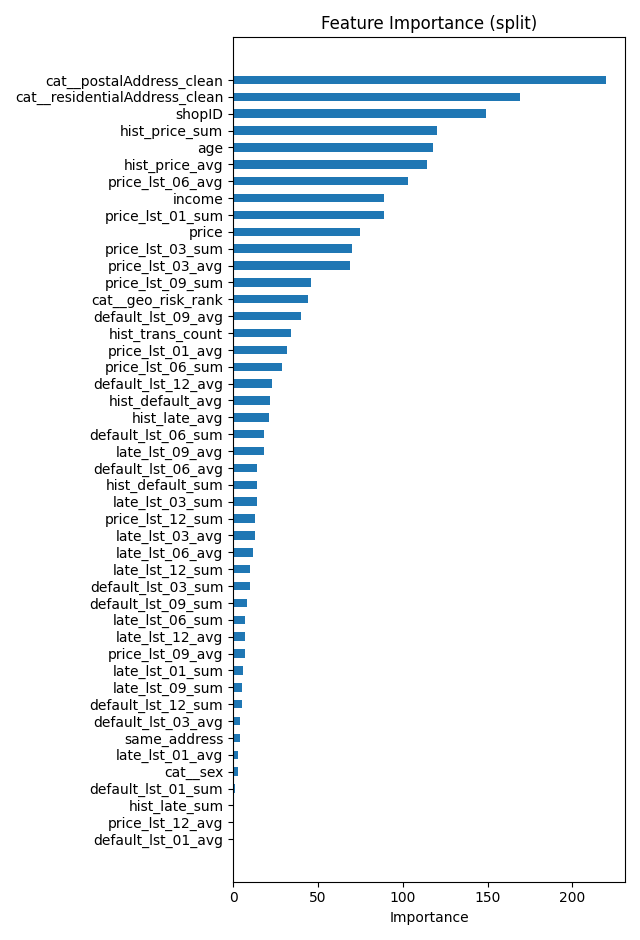 Feature Importance (split)
cat__postalAddress_clean
cat__residentialAddress_clean
shopID
hist_price_sum
age
hist_price_avg
price_lst_06_avg
income
price_lst_01_sum
price
price_lst_03_sum
price_lst_03_avg
price_lst_09_sum
cat__geo_risk_rank
default_lst_09_avg
hist_trans_count
price_lst_01_avg
price_lst_06_sum
default_lst_12_avg
hist_default_avg
hist_late_avg
default_lst_06_sum
late_lst_09_avg
default_lst_06_avg
hist_default_sum
late_lst_03_sum
price_lst_12_sum
late_lst_03_avg
late_lst_06_avg
late_lst_12_sum
default_lst_03_sum
default_lst_09_sum
late_lst_06_sum
late_lst_12_avg
price_lst_09_avg
late_lst_01_sum
late_lst_09_sum
default_lst_12_sum
default_lst_03_avg
same_address
late_lst_01_avg
cat__sex
default_lst_01_sum
hist_late_sum
price_lst_12_avg
default_lst_01_avg
0 50 100 150 200
Importance